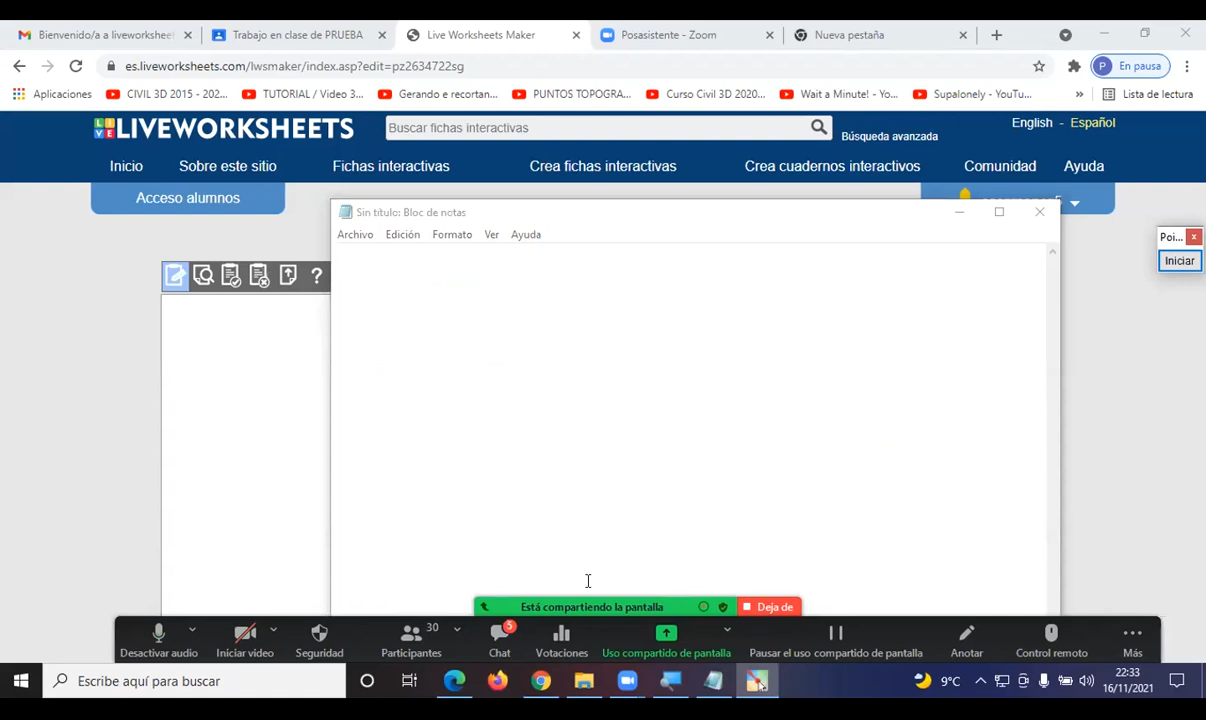 Bienvenido/a a liveworksheet
Trabajo en clase de PRUEBA
Live Worksheets Maker
Posasistente - Zoom
Nueva pestaña
es.liveworksheets.com/lwsmaker/index.asp?edit=pz2634722sg
P En pausa
Aplicaciones
CIVIL 3D 2015 - 202...
TUTORIAL / Video 3...
Gerando e recortan...
PUNTOS TOPOGRA...
Curso Civil 3D 2020...
Wait a Minute! - Yo...
Supalonely - YouTu...
Lista de lectura
LIVEWORKSHEETS
Buscar fichas interactivas
Búsqueda avanzada
English - Español
Inicio
Sobre este sitio
Fichas interactivas
Crea fichas interactivas
Crea cuadernos interactivos
Comunidad
Ayuda
Acceso alumnos
Sin título: Bloc de notas
Archivo Edición Formato Ver Ayuda
Poi...
Iniciar
Está compartiendo la pantalla
Deja de
30
5
Desactivar audio
Iniciar video
Seguridad
Participantes
Chat
Votaciones
Uso compartido de pantalla
Pausar el uso compartido de pantalla
Anotar
Control remoto
Más
Escribe aquí para buscar
9°C
22:33
16/11/2021